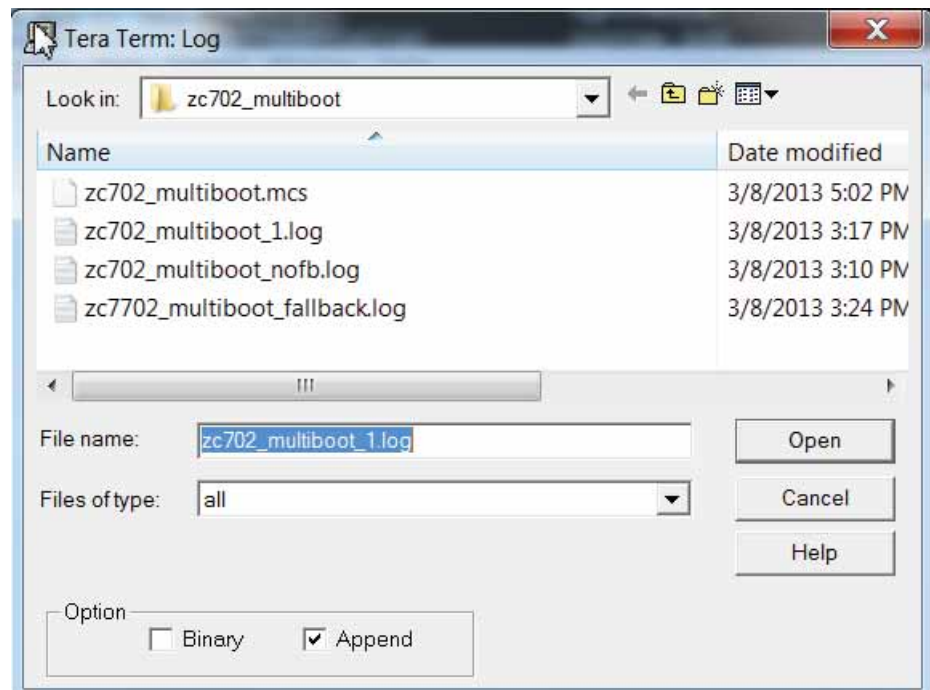 Tera Term: Log
Look in: zc702_multiboot
Name Date modified
zc702_multiboot.mcs 3/8/2013 5:02 PM
zc702_multiboot_1.log 3/8/2013 3:17 PM
zc702_multiboot_nofb.log 3/8/2013 3:10 PM
zc7702_multiboot_fallback.log 3/8/2013 3:24 PM
File name: zc702_multiboot_1.log Open
Files of type: all Cancel
Help
Option
Binary Append